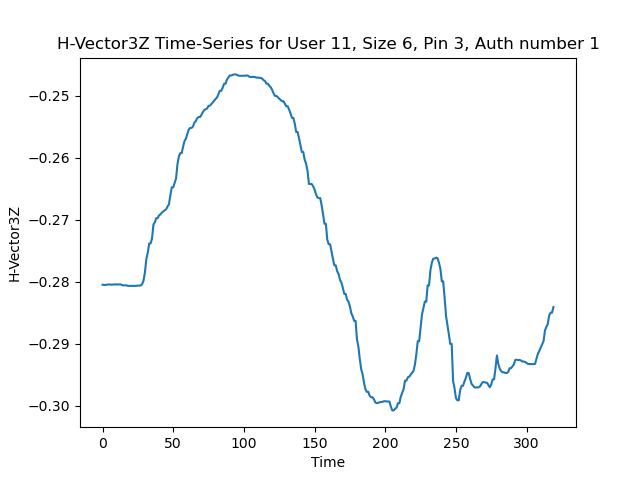 H-Vector3Z Time-Series for User 11, Size 6, Pin 3, Auth number 1
−0.25
−0.26
−0.27
−0.28
−0.29
−0.30
H-Vector3Z
0 50 100 150 200 250 300
Time